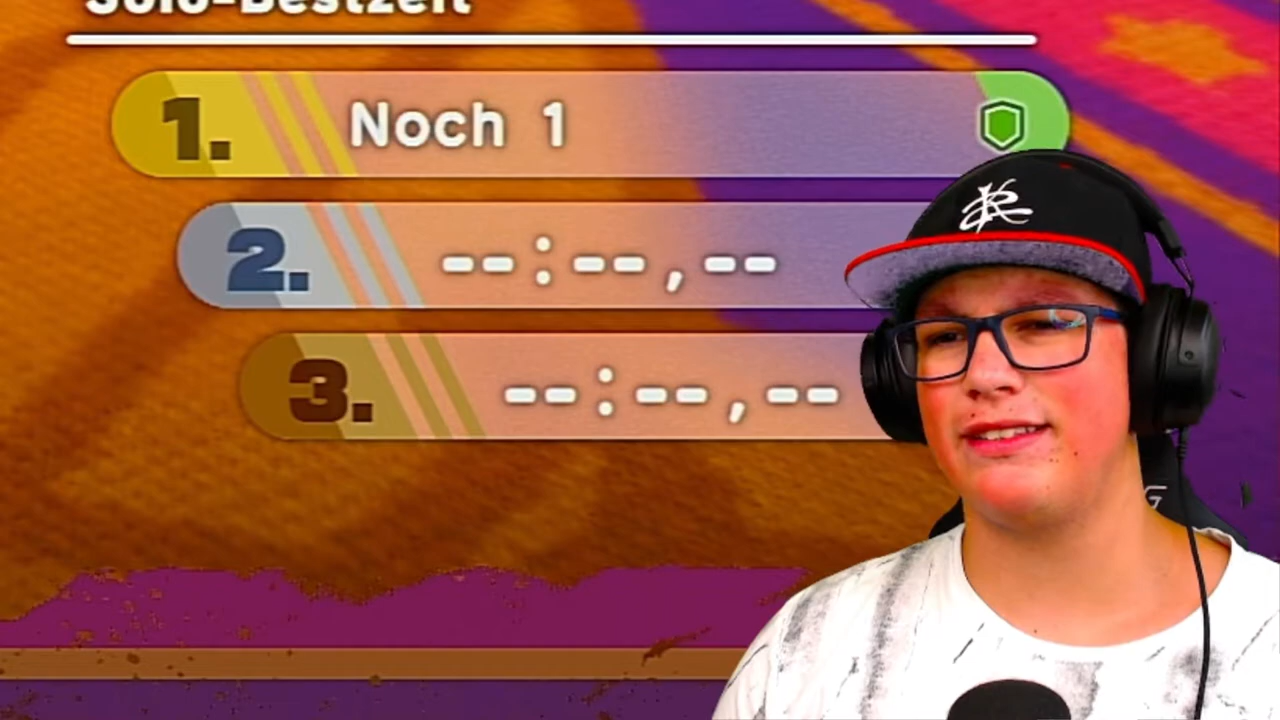 Solo-Bestzeit
1. Noch 1
2. --:--,--
3. --:--,--